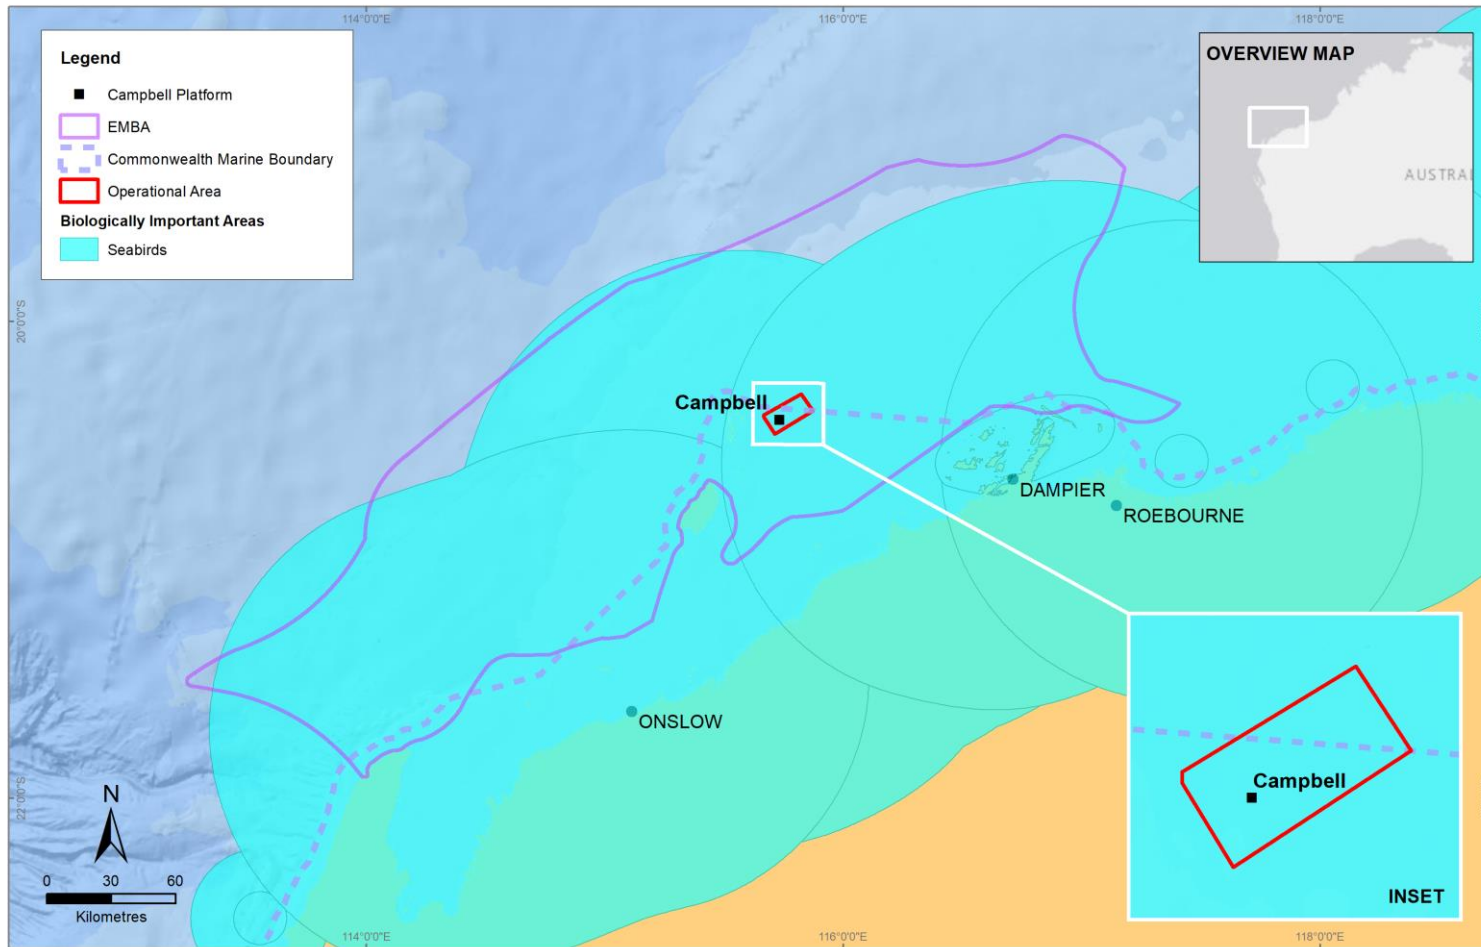 114°0'0"E
116°0'0"E
118°0'0"E
Legend
Campbell Platform
EMBA
Commonwealth Marine Boundary
Operational Area
Biologically Important Areas
Seabirds
OVERVIEW MAP
AUSTRAL
20°0'0"S
Campbell
DAMPIER
ROEBOURNE
ONSLOW
22°0'0"S
N
0 30 60
Kilometres
Campbell
INSET
114°0'0"E
116°0'0"E
118°0'0"E